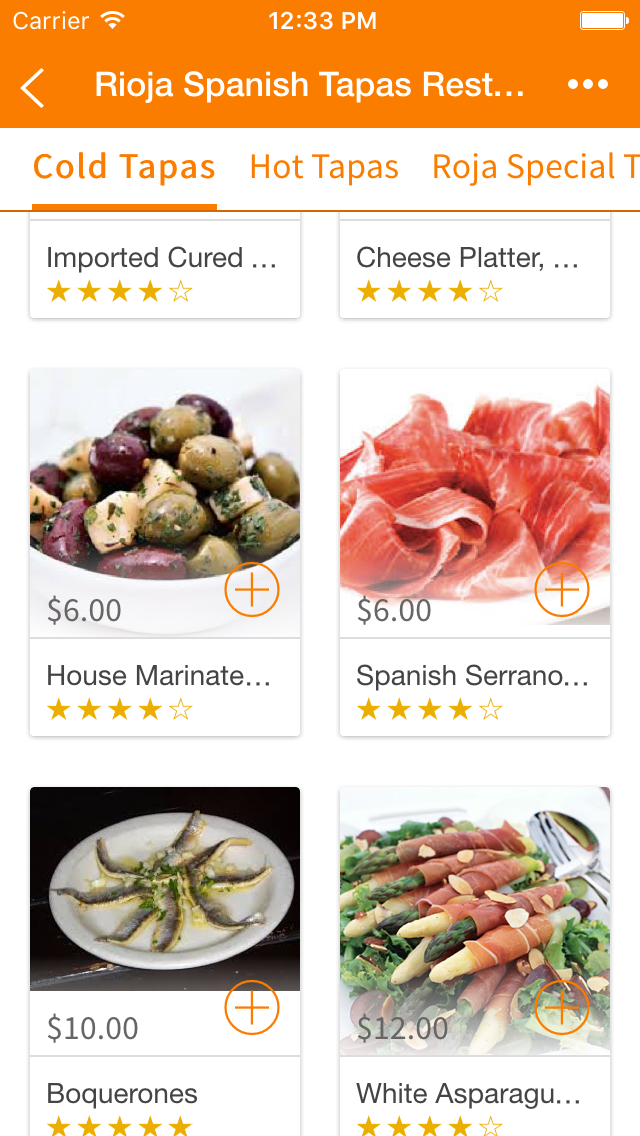 Carrier 12:33 PM
Rioja Spanish Tapas Rest...
Cold Tapas Hot Tapas Roja Special T
Imported Cured ... Cheese Platter, ...
$6.00 $6.00
House Marinate... Spanish Serrano...
$10.00 $12.00
Boquerones White Asparagu...